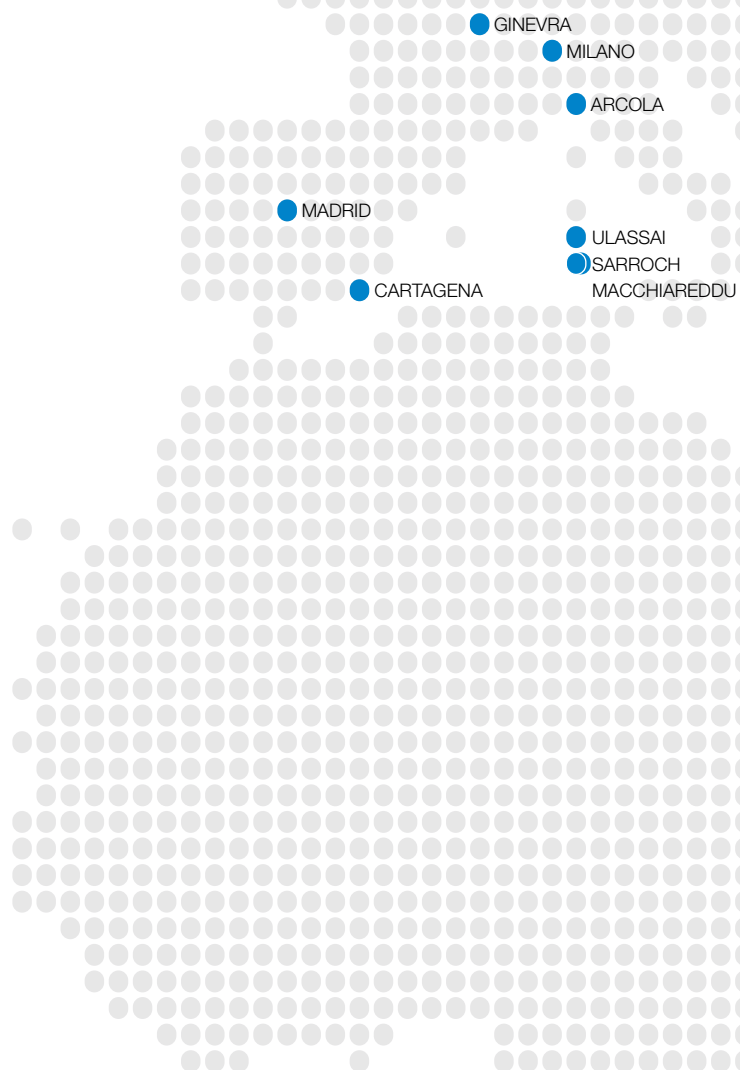 GINEVRA
MILANO
ARCOLA
MADRID
ULASSAI
SARROCH
CARTAGENA
MACCHIAREDDU